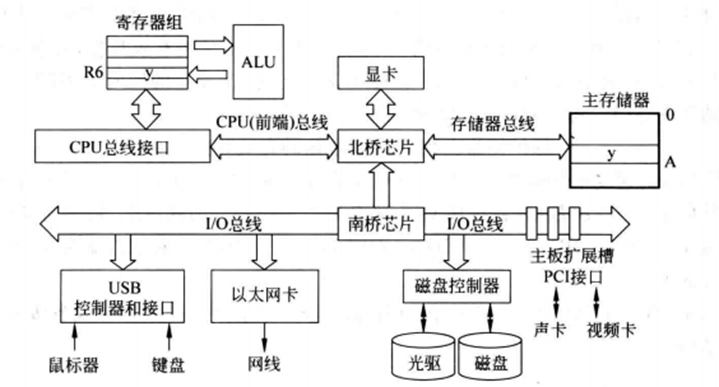 寄存器组
R6
y
ALU
显卡
主存储器
0
y
A
CPU(前端)总线
存储器总线
CPU总线接口
北桥芯片
I/O总线
南桥芯片
I/O总线
主板扩展槽
PCI接口
USB
控制器和接口
以太网卡
磁盘控制器
声卡
视频卡
鼠标器
键盘
网线
光驱
磁盘